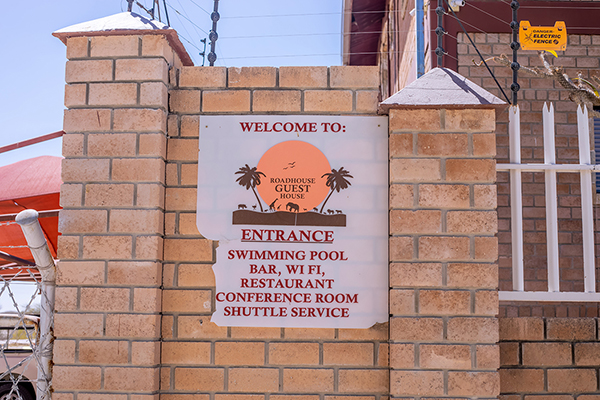 DANGER
ELECTRIC
FENCE
WELCOME TO:
ROADHOUSE
GUEST
HOUSE
ENTRANCE
SWIMMING POOL
BAR, WI FI,
RESTAURANT
CONFERENCE ROOM
SHUTTLE SERVICE